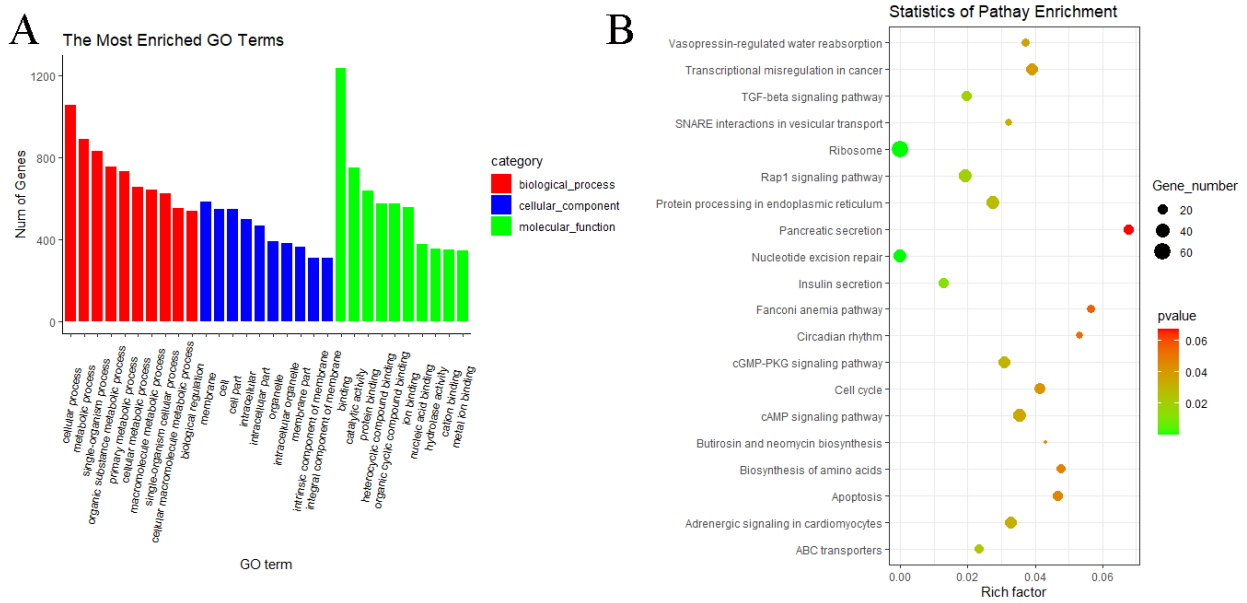 A
The Most Enriched GO Terms
Num of Genes
1200
800
400
0
cellular process
metabolic process
single-organism process
organic substance metabolic process
primary metabolic process
cellular metabolic process
macromolecule metabolic process
single-organism cellular process
cellular macromolecule metabolic process
biological regulation
membrane
cell
cell part
intracellular
intracellular part
organelle
intracellular organelle
membrane part
intrinsic component of membrane
integral component of membrane
binding
catalytic activity
protein binding
heterocyclic compound binding
organic cyclic compound binding
ion binding
nucleic acid binding
hydrolase activity
cation binding
metal ion binding
GO term
category
biological_process
cellular_component
molecular_function
B
Statistics of Pathay Enrichment
Vasopressin-regulated water reabsorption
Transcriptional misregulation in cancer
TGF-beta signaling pathway
SNARE interactions in vesicular transport
Ribosome
Rap1 signaling pathway
Protein processing in endoplasmic reticulum
Pancreatic secretion
Nucleotide excision repair
Insulin secretion
Fanconi anemia pathway
Circadian rhythm
cGMP-PKG signaling pathway
Cell cycle
cAMP signaling pathway
Butirosin and neomycin biosynthesis
Biosynthesis of amino acids
Apoptosis
Adrenergic signaling in cardiomyocytes
ABC transporters
0.00 0.02 0.04 0.06
Rich factor
Gene_number
20
40
60
pvalue
0.06
0.04
0.02